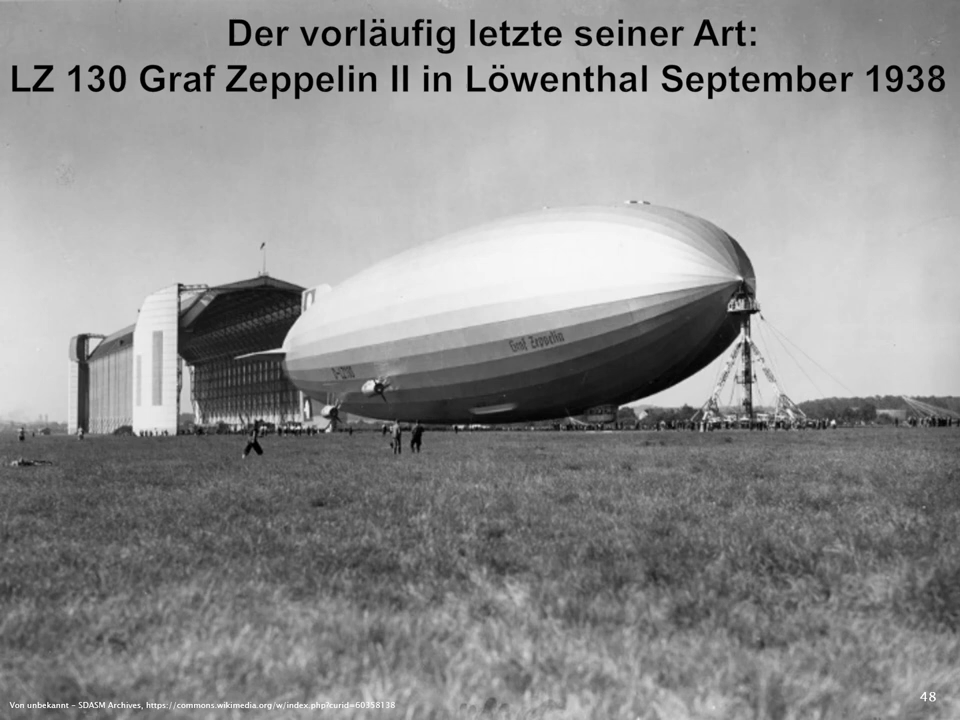 Der vorläufig letzte seiner Art:
LZ 130 Graf Zeppelin II in Löwenthal September 1938
Graf Zeppelin
D-LZ130
48
Von unbekannt - SDASM Archives, https://commons.wikimedia.org/w/index.php?curid=60358138